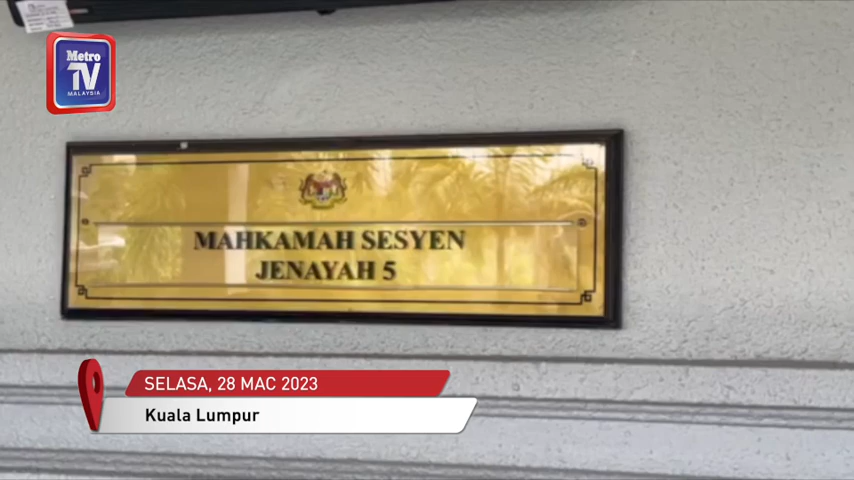 Metro
TV
MALAYSIA
MAHKAMAH SESYEN
JENAYAH 5
SELASA, 28 MAC 2023
Kuala Lumpur